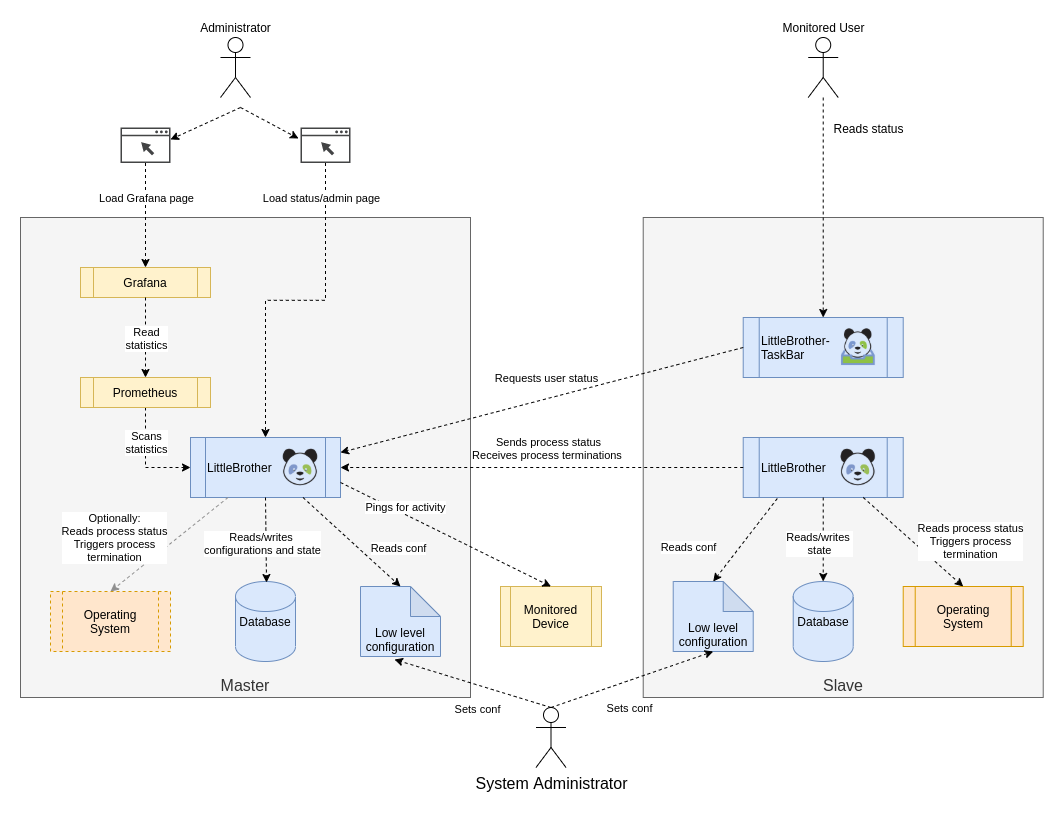 Administrator
Monitored User
Reads status
Load Grafana page
Load status/admin page
Grafana
Read
statistics
LittleBrother-
TaskBar
Requests user status
Prometheus
Scans
statistics
Sends process status
Receives process terminations
LittleBrother
LittleBrother
Pings for activity
Optionally:
Reads process status
Triggers process
termination
Reads/writes
configurations and state
Reads conf
Reads conf
Reads/writes
state
Reads process status
Triggers process
termination
Operating
System
Database
Low level
configuration
Monitored
Device
Low level
configuration
Database
Operating
System
Master
Slave
Sets conf
Sets conf
System Administrator